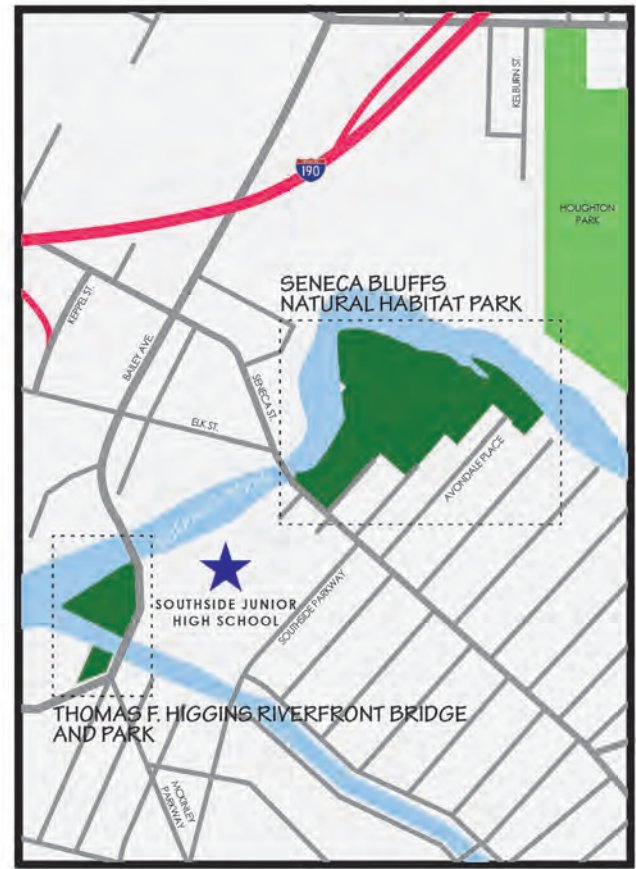 KELBURN ST.
190
HOUGHTON
PARK
SENECA BLUFFS
NATURAL HABITAT PARK
KEPPEL ST.
BAILEY AVE.
SENECA ST.
ELK ST.
AVONDALE PLACE
SOUTHSIDE JUNIOR
HIGH SCHOOL
SOUTHSIDE PARKWAY
THOMAS F. HIGGINS RIVERFRONT BRIDGE
AND PARK
MCKINLEY
PARKWAY